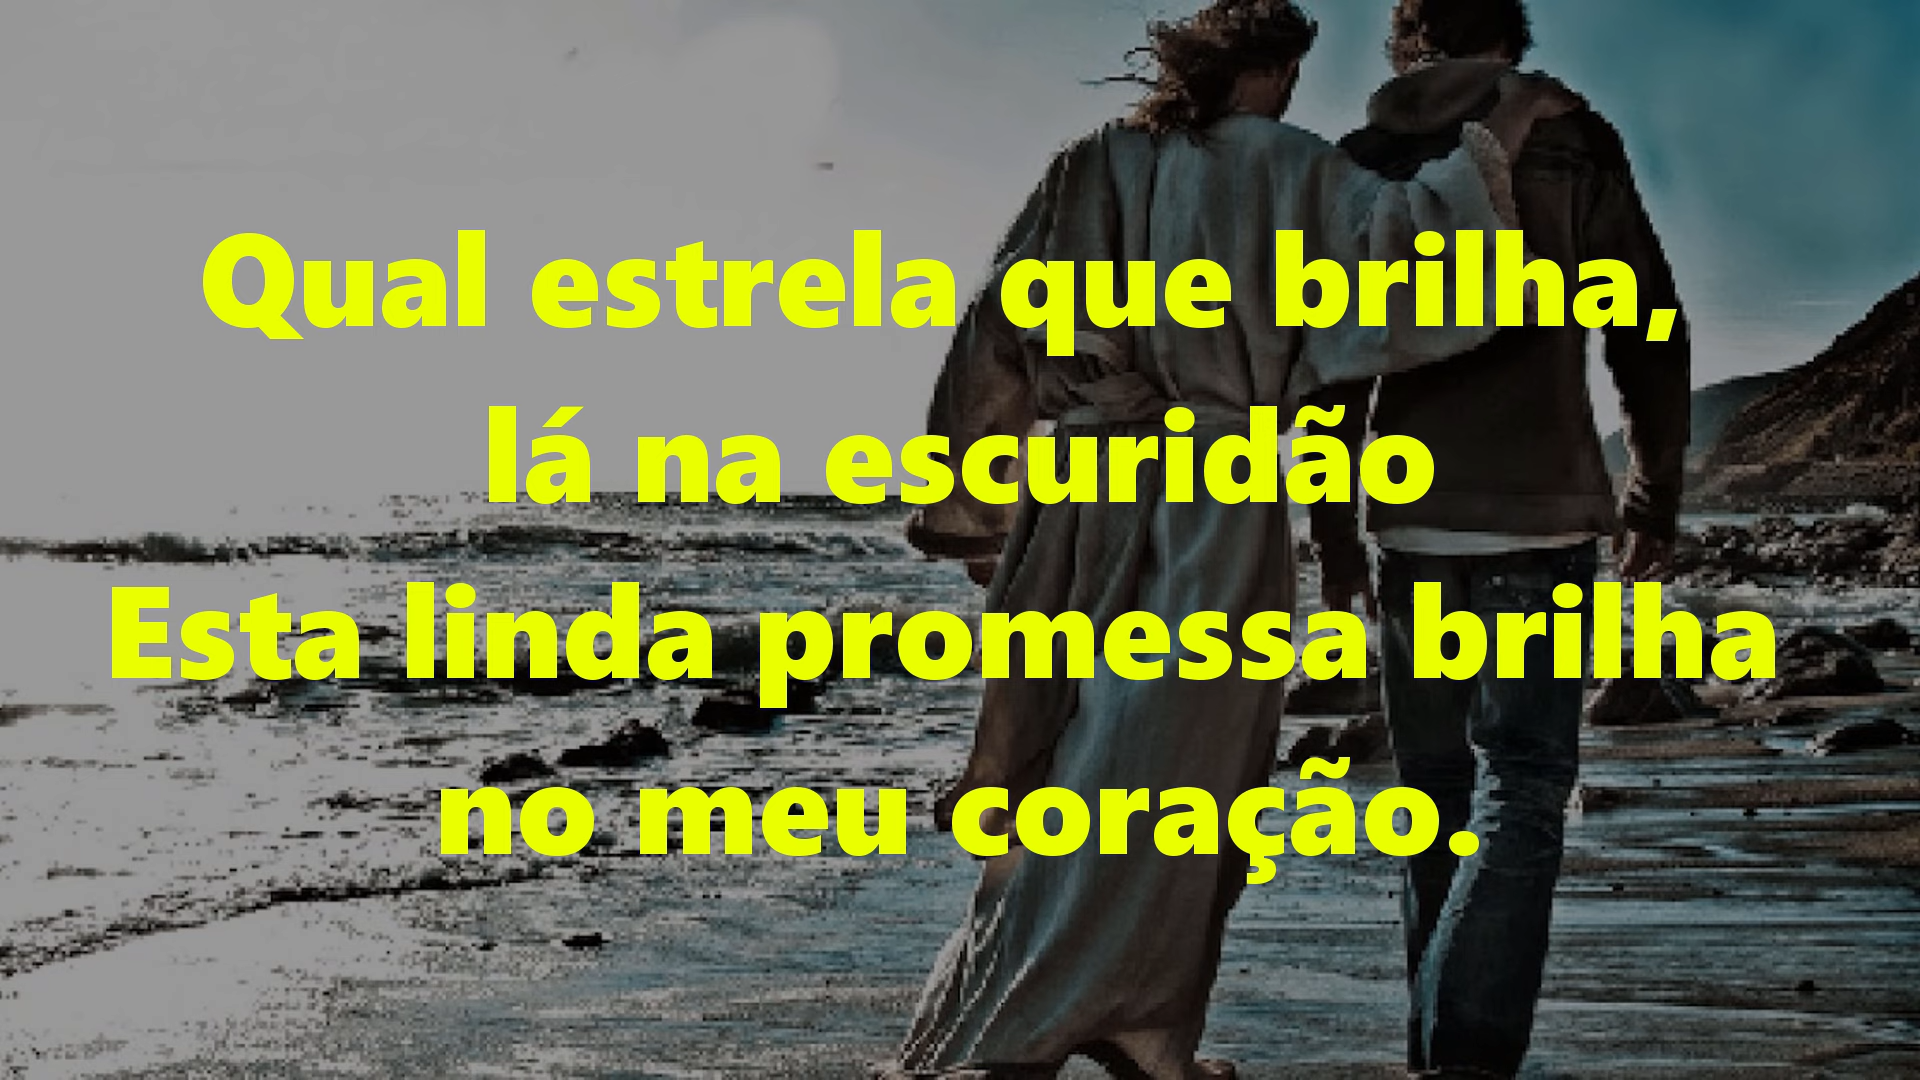 Qual estrela que brilha,
lá na escuridão
Esta linda promessa brilha
no meu coração.